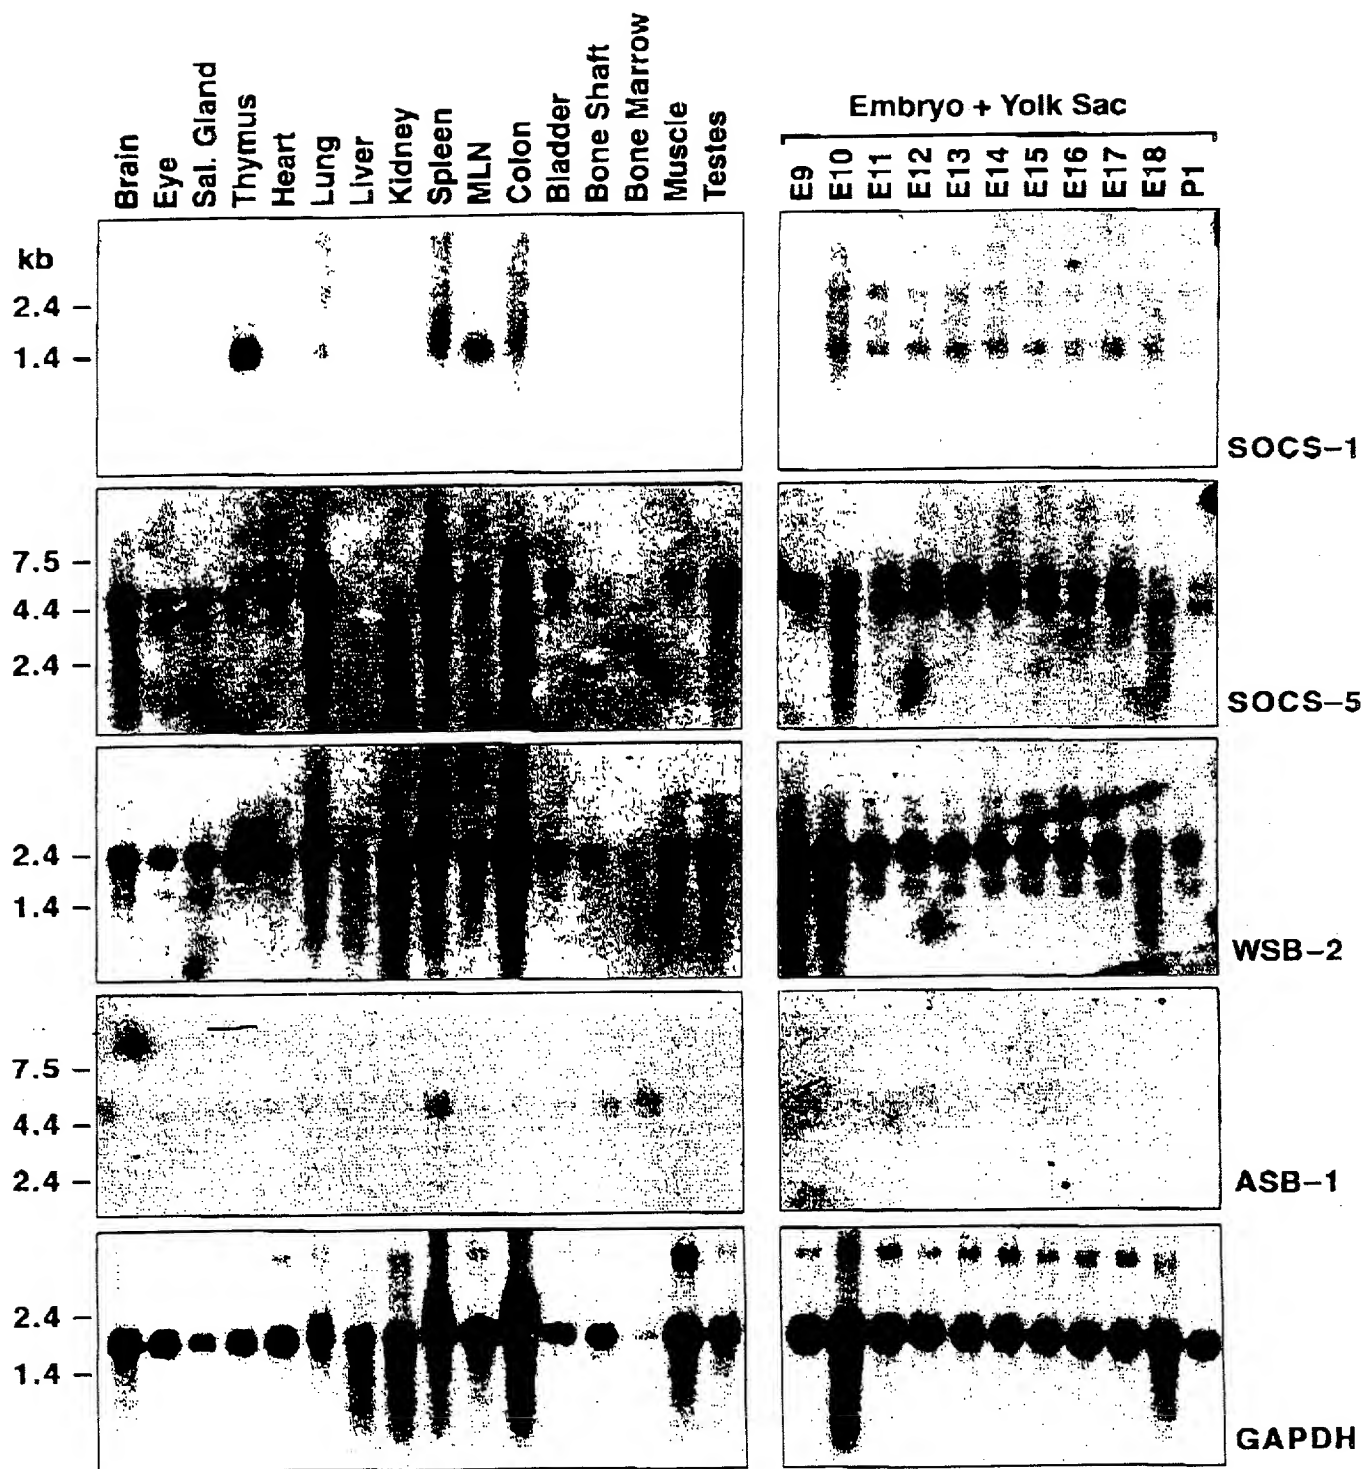 Brain
Eye
Sal. Gland
Thymus
Heart
Lung
Liver
Kidney
Spleen
MLN
Colon
Bladder
Bone Shaft
Bone Marrow
Muscle
Testes
Embryo + Yolk Sac
E9
E10
E11
E12
E13
E14
E15
E16
E17
E18
P1
kb
2.4
1.4
SOCS-1
7.5
4.4
2.4
SOCS-5
2.4
1.4
WSB-2
7.5
4.4
2.4
ASB-1
2.4
1.4
GAPDH